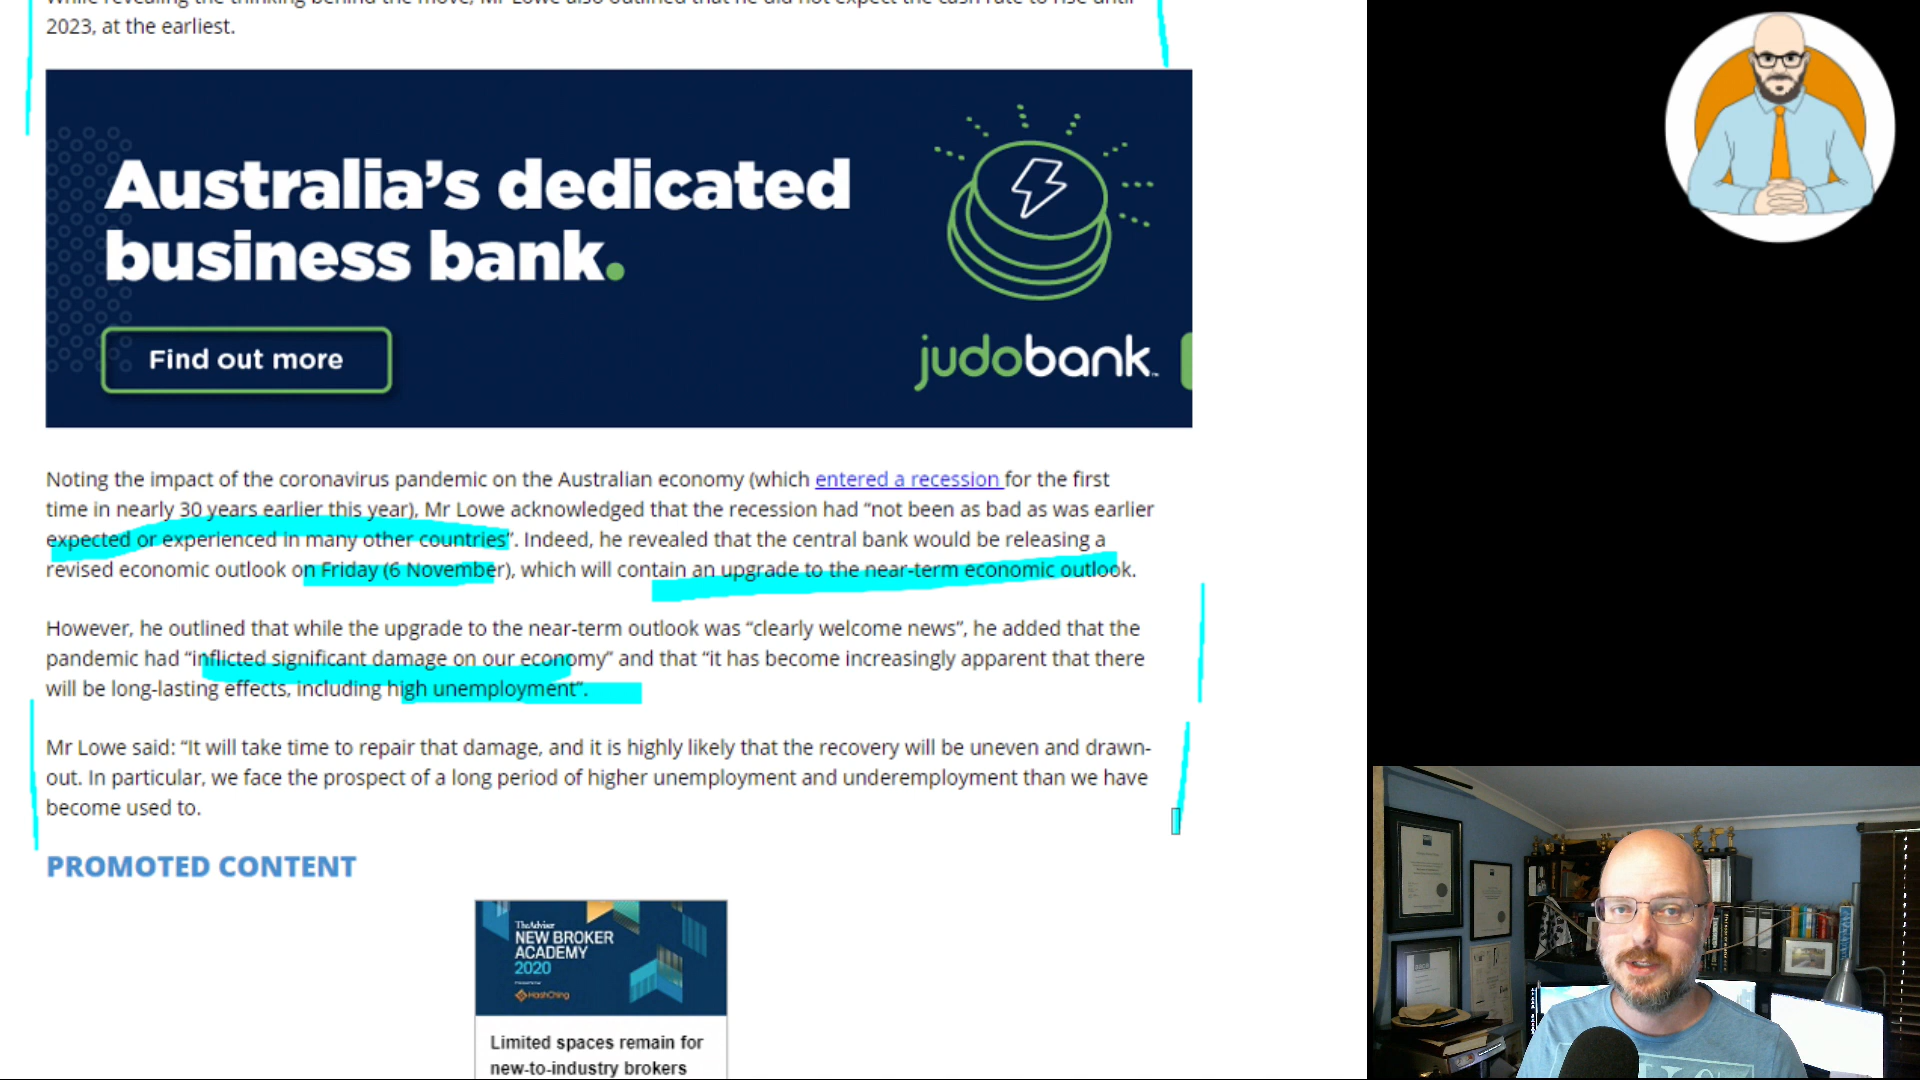 2023, at the earliest.
Australia’s dedicated
business bank.
Find out more
judobank™
Noting the impact of the coronavirus pandemic on the Australian economy (which entered a recession for the first
time in nearly 30 years earlier this year), Mr Lowe acknowledged that the recession had “not been as bad as was earlier
expected or experienced in many other countries”. Indeed, he revealed that the central bank would be releasing a
revised economic outlook on Friday (6 November), which will contain an upgrade to the near-term economic outlook.
However, he outlined that while the upgrade to the near-term outlook was “clearly welcome news”, he added that the
pandemic had “inflicted significant damage on our economy” and that “it has become increasingly apparent that there
will be long-lasting effects, including high unemployment”.
Mr Lowe said: “It will take time to repair that damage, and it is highly likely that the recovery will be uneven and drawn-
out. In particular, we face the prospect of a long period of higher unemployment and underemployment than we have
become used to.
PROMOTED CONTENT
TheAdviser
NEW BROKER
ACADEMY
2020
HashChing
Limited spaces remain for
new-to-industry brokers